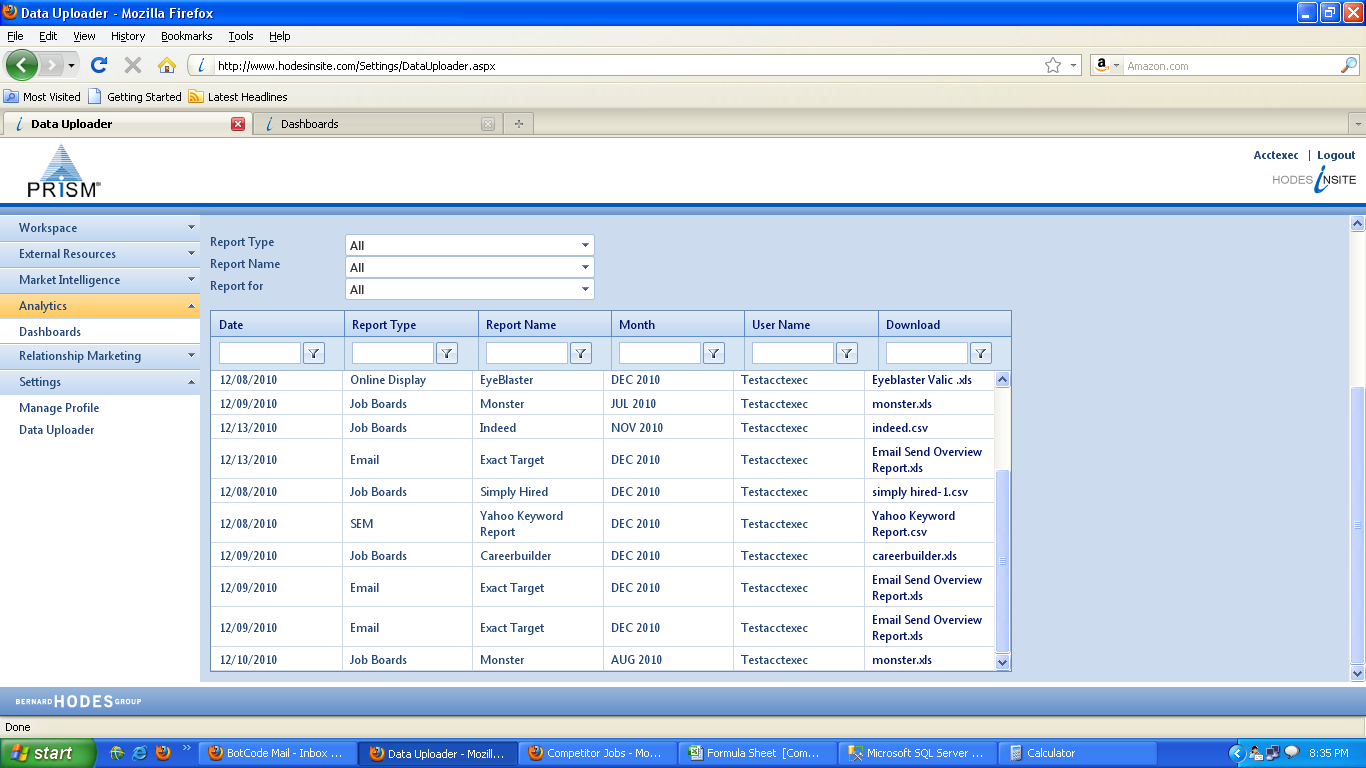 Data Uploader - Mozilla Firefox
File Edit View History Bookmarks Tools Help
http://www.hodesinsite.com/Settings/DataUploader.aspx
Amazon.com
Most Visited Getting Started Latest Headlines
Data Uploader Dashboards
Acctexec | Logout
PRISM®
HODES iNSITE
Workspace
External Resources
Market Intelligence
Analytics
Dashboards
Relationship Marketing
Settings
Manage Profile
Data Uploader
Report Type All
Report Name All
Report for All
Date Report Type Report Name Month User Name Download
12/08/2010 Online Display EyeBlaster DEC 2010 Testacctexec Eyeblaster Valic .xls
12/09/2010 Job Boards Monster JUL 2010 Testacctexec monster.xls
12/13/2010 Job Boards Indeed NOV 2010 Testacctexec indeed.csv
12/13/2010 Email Exact Target DEC 2010 Testacctexec Email Send Overview
Report.xls
12/08/2010 Job Boards Simply Hired DEC 2010 Testacctexec simply hired-1.csv
12/08/2010 SEM Yahoo Keyword Report DEC 2010 Testacctexec Yahoo Keyword
Report.csv
12/09/2010 Job Boards Careerbuilder DEC 2010 Testacctexec careerbuilder.xls
12/09/2010 Email Exact Target DEC 2010 Testacctexec Email Send Overview
Report.xls
12/09/2010 Email Exact Target DEC 2010 Testacctexec Email Send Overview
Report.xls
12/10/2010 Job Boards Monster AUG 2010 Testacctexec monster.xls
BERNARD HODES GROUP
Done
start BotCode Mail - Inbox ... Data Uploader - Mozill... Competitor Jobs - Mo... Formula Sheet [Com... Microsoft SQL Server ... Calculator 8:35 PM